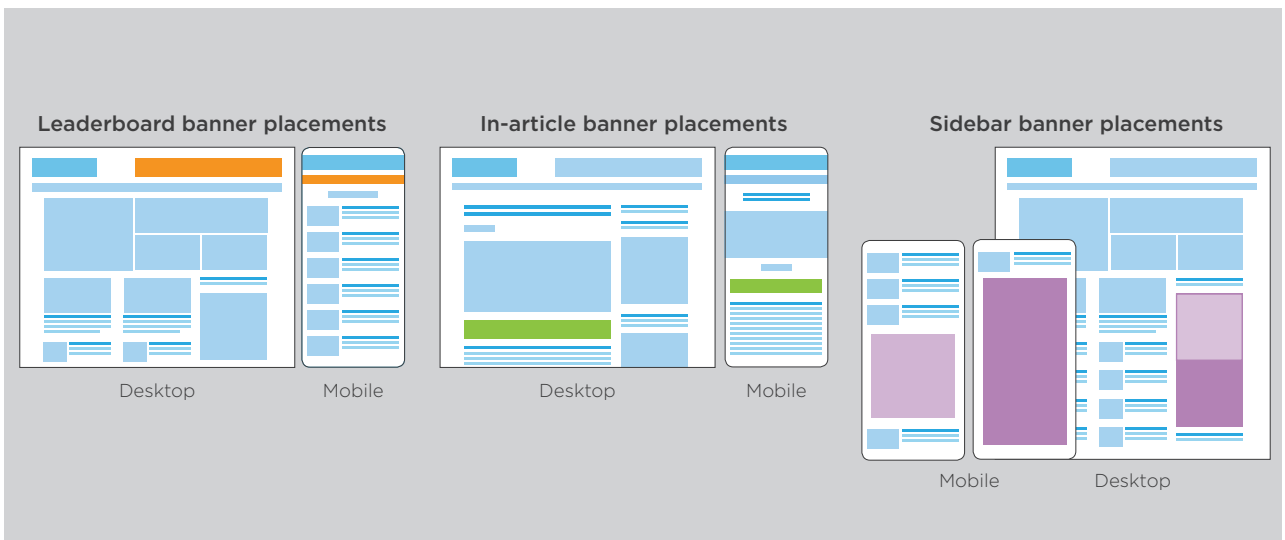 Leaderboard banner placements
Desktop
Mobile
In-article banner placements
Desktop
Mobile
Sidebar banner placements
Mobile
Desktop